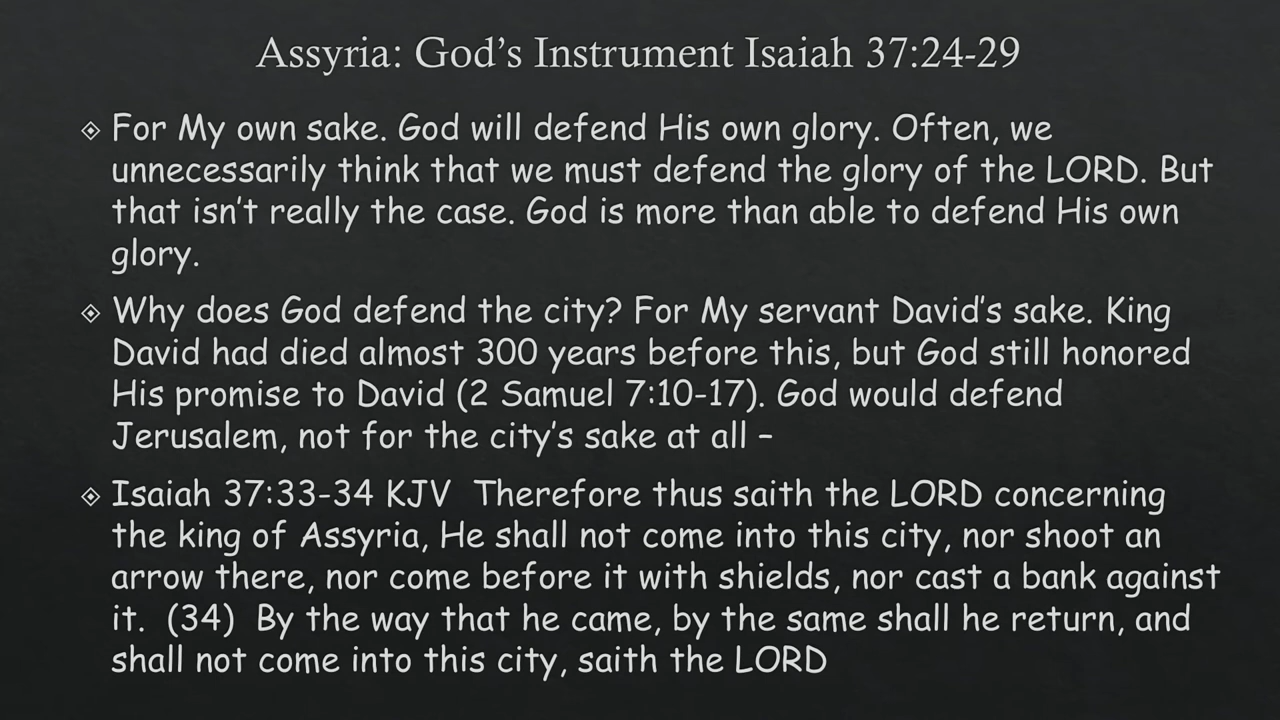 Assyria: God’s Instrument Isaiah 37:24-29
For My own sake. God will defend His own glory. Often, we
unnecessarily think that we must defend the glory of the LORD. But
that isn’t really the case. God is more than able to defend His own
glory.
Why does God defend the city? For My servant David’s sake. King
David had died almost 300 years before this, but God still honored
His promise to David (2 Samuel 7:10-17). God would defend
Jerusalem, not for the city’s sake at all –
Isaiah 37:33-34 KJV  Therefore thus saith the LORD concerning
the king of Assyria, He shall not come into this city, nor shoot an
arrow there, nor come before it with shields, nor cast a bank against
it.  (34)  By the way that he came, by the same shall he return, and
shall not come into this city, saith the LORD